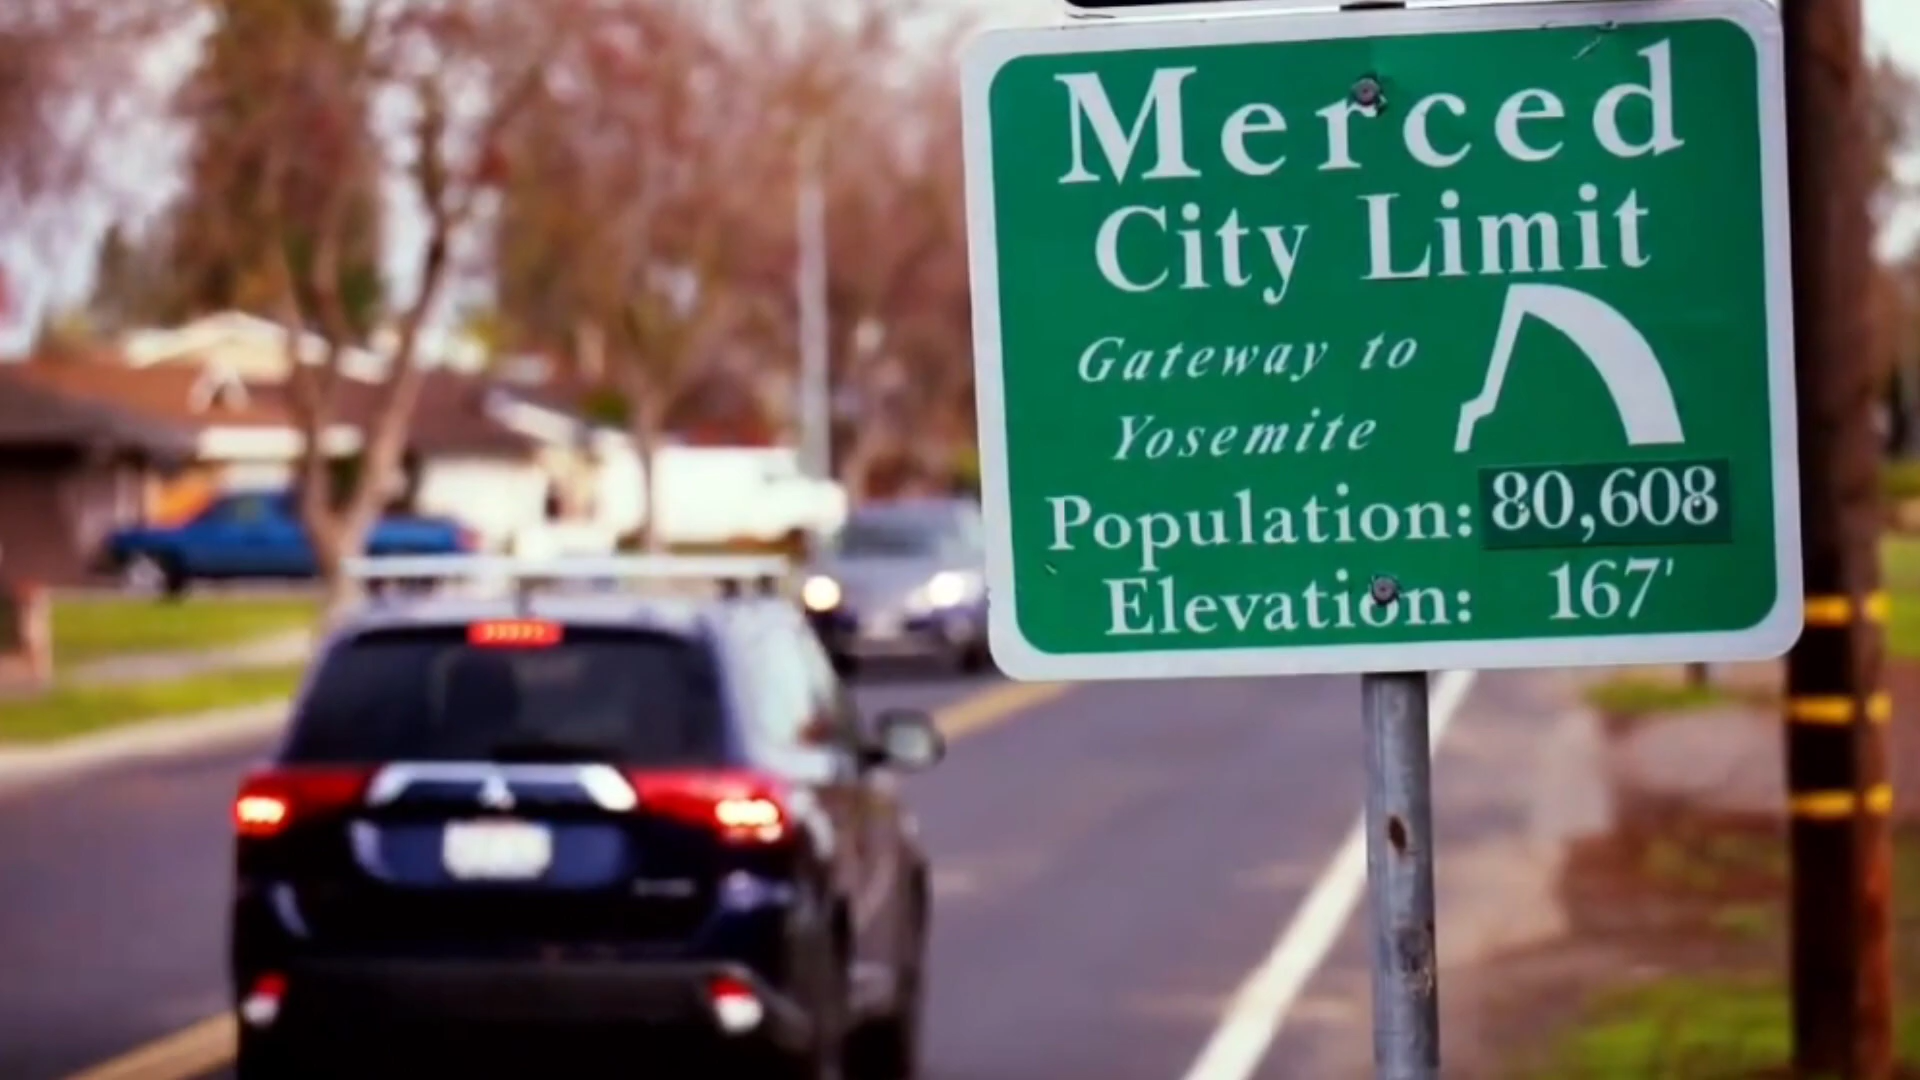 Merced
City Limit
Gateway to
Yosemite
Population: 80,608
Elevation: 167'